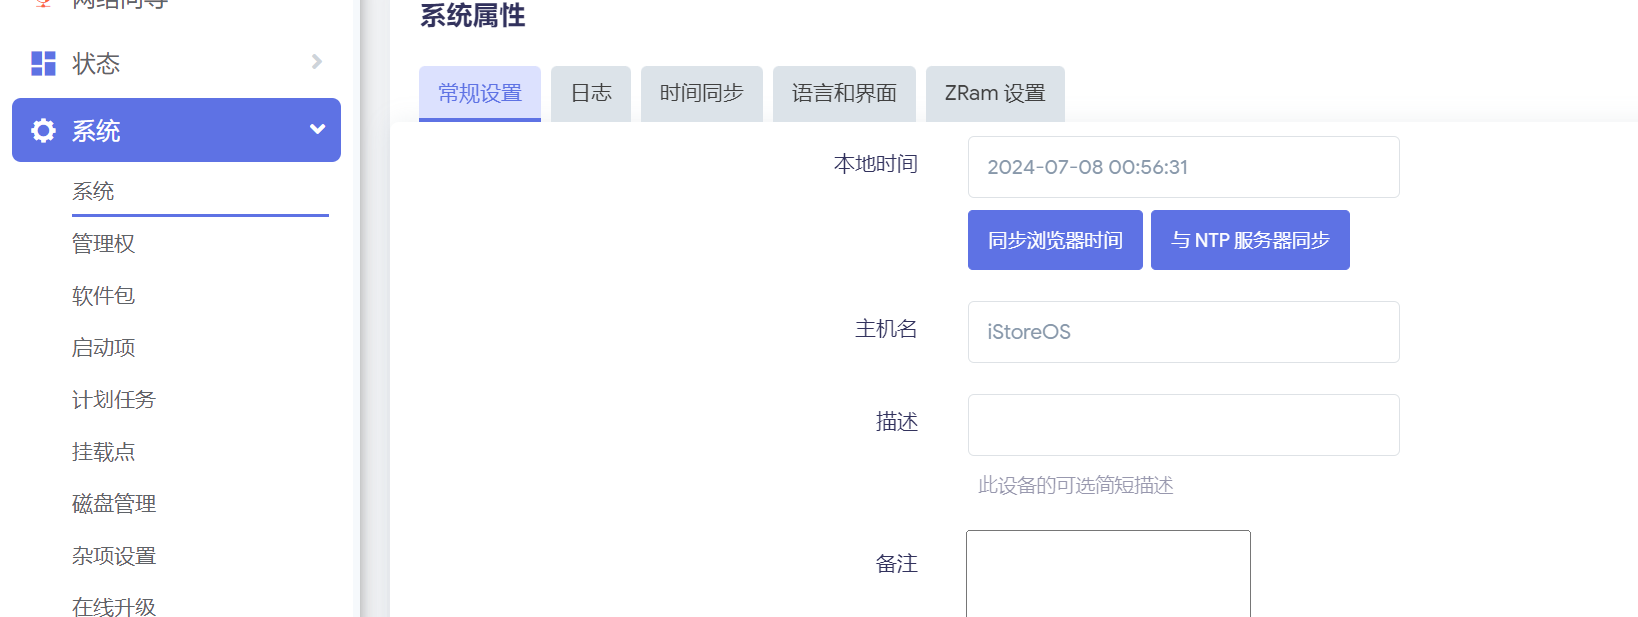 网络向导
状态
系统
系统
管理权
软件包
启动项
计划任务
挂载点
磁盘管理
杂项设置
在线升级
系统属性
常规设置
日志
时间同步
语言和界面
ZRam 设置
本地时间
2024-07-08 00:56:31
同步浏览器时间
与 NTP 服务器同步
主机名
iStoreOS
描述
此设备的可选简短描述
备注